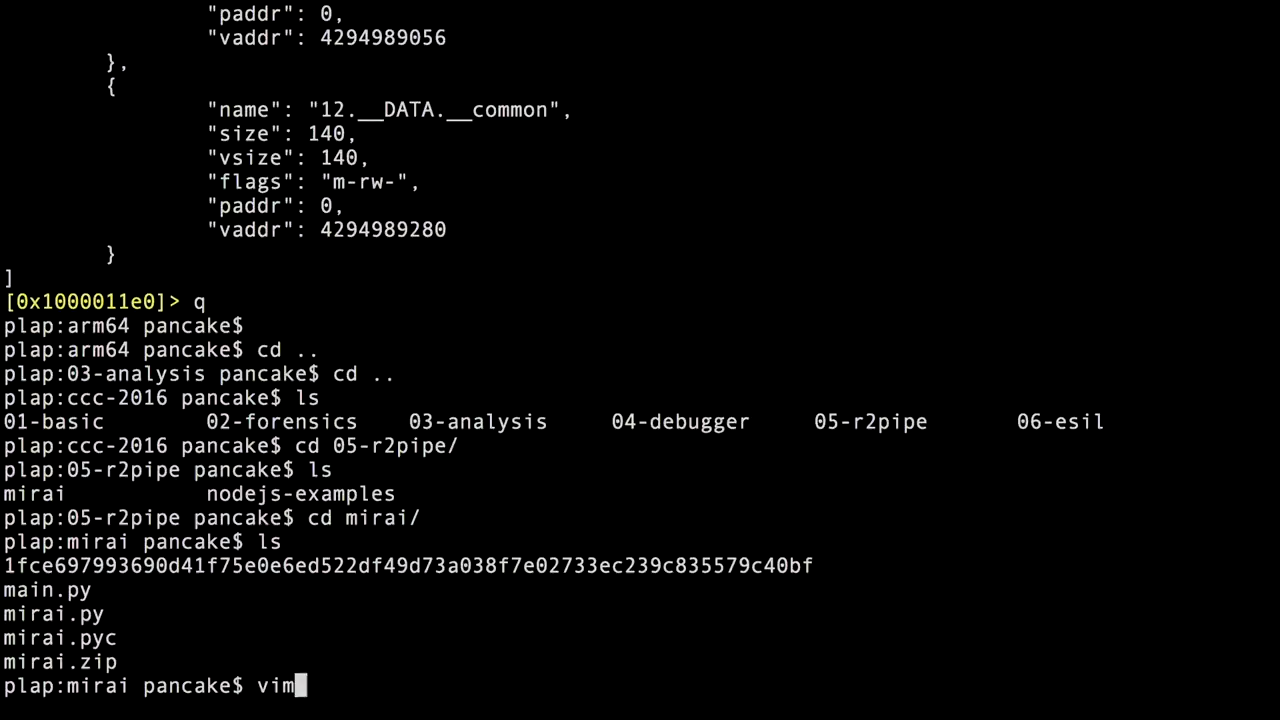 "paddr": 0,
"vaddr": 4294989056
},
{
"name": "12.__DATA.__common",
"size": 140,
"vsize": 140,
"flags": "m-rw-",
"paddr": 0,
"vaddr": 4294989280
}
]
[0x1000011e0]> q
plap:arm64 pancake$
plap:arm64 pancake$ cd ..
plap:03-analysis pancake$ cd ..
plap:ccc-2016 pancake$ ls
01-basic 02-forensics 03-analysis 04-debugger 05-r2pipe 06-esil
plap:ccc-2016 pancake$ cd 05-r2pipe/
plap:05-r2pipe pancake$ ls
mirai nodejs-examples
plap:05-r2pipe pancake$ cd mirai/
plap:mirai pancake$ ls
1fce697993690d41f75e0e6ed522df49d73a038f7e02733ec239c835579c40bf
main.py
mirai.py
mirai.pyc
mirai.zip
plap:mirai pancake$ vim